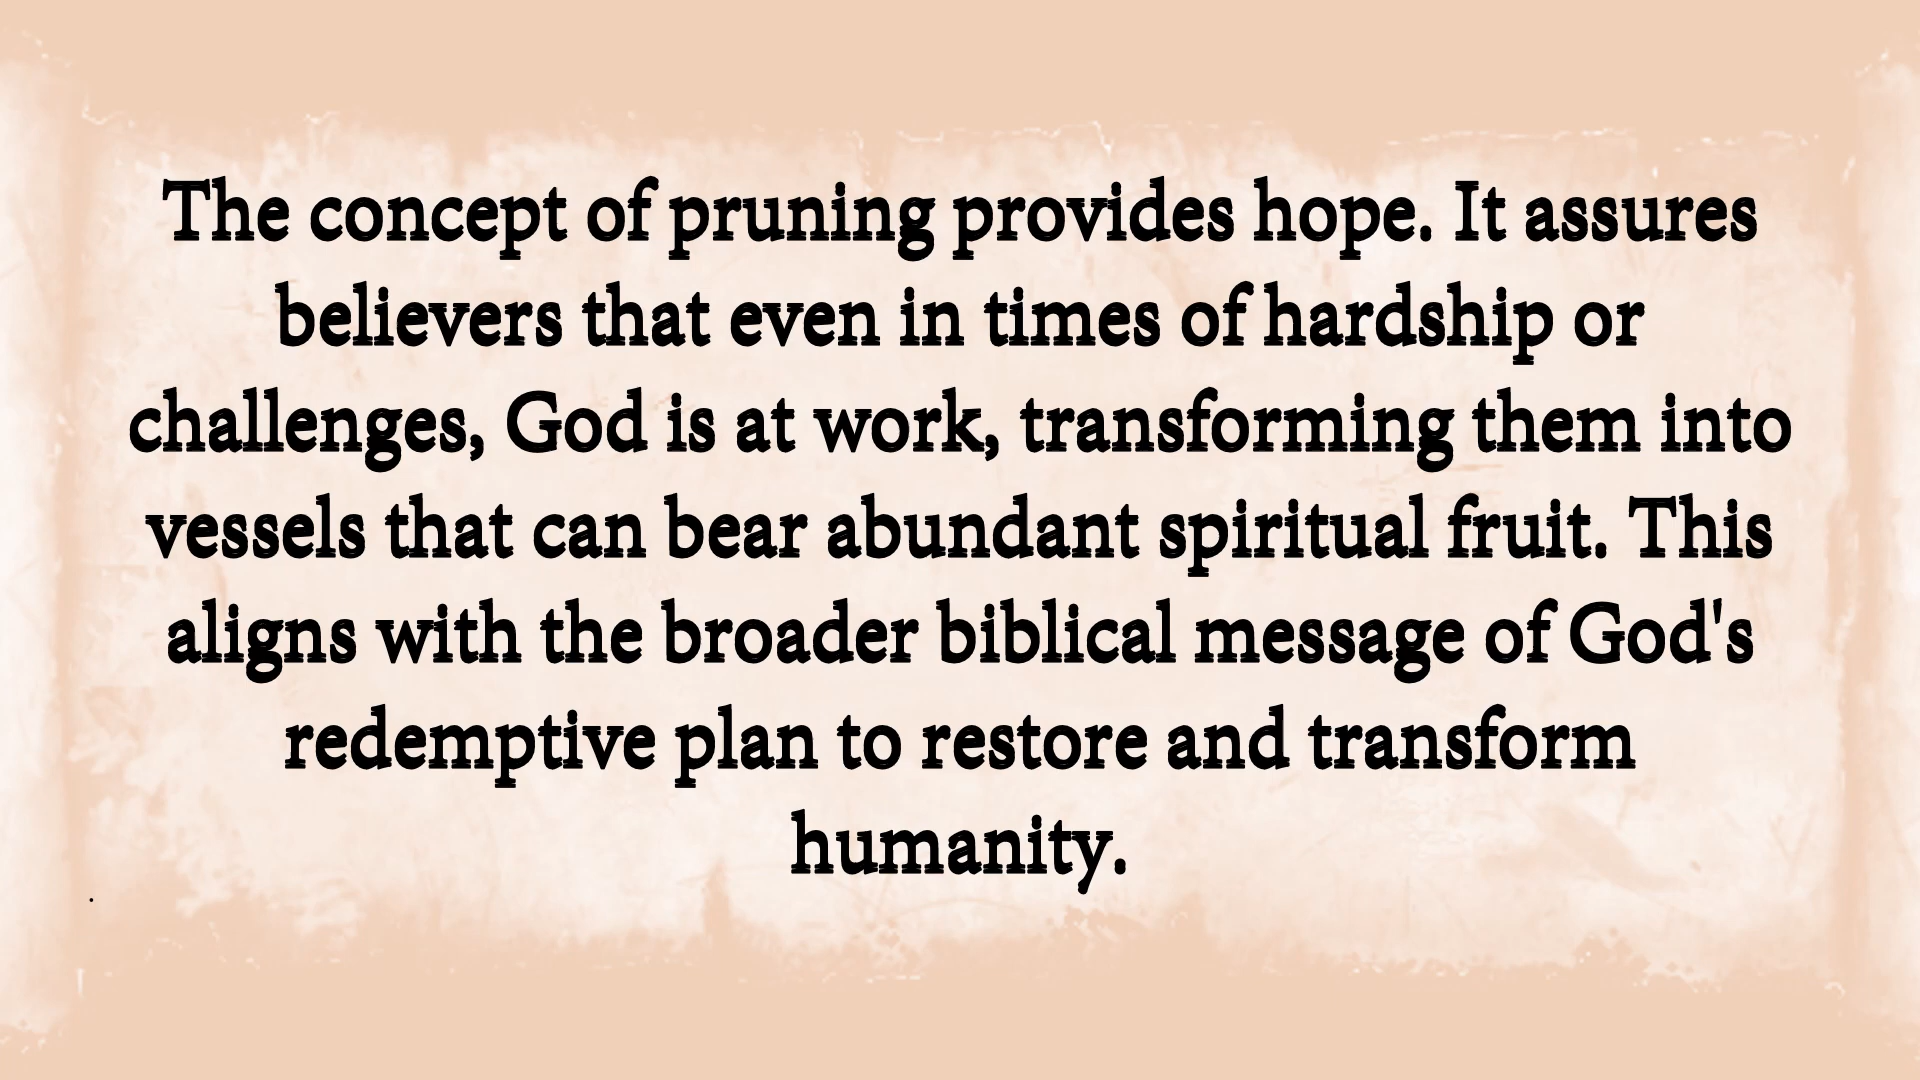 The concept of pruning provides hope. It assures
believers that even in times of hardship or
challenges, God is at work, transforming them into
vessels that can bear abundant spiritual fruit. This
aligns with the broader biblical message of God's
redemptive plan to restore and transform
humanity.
.